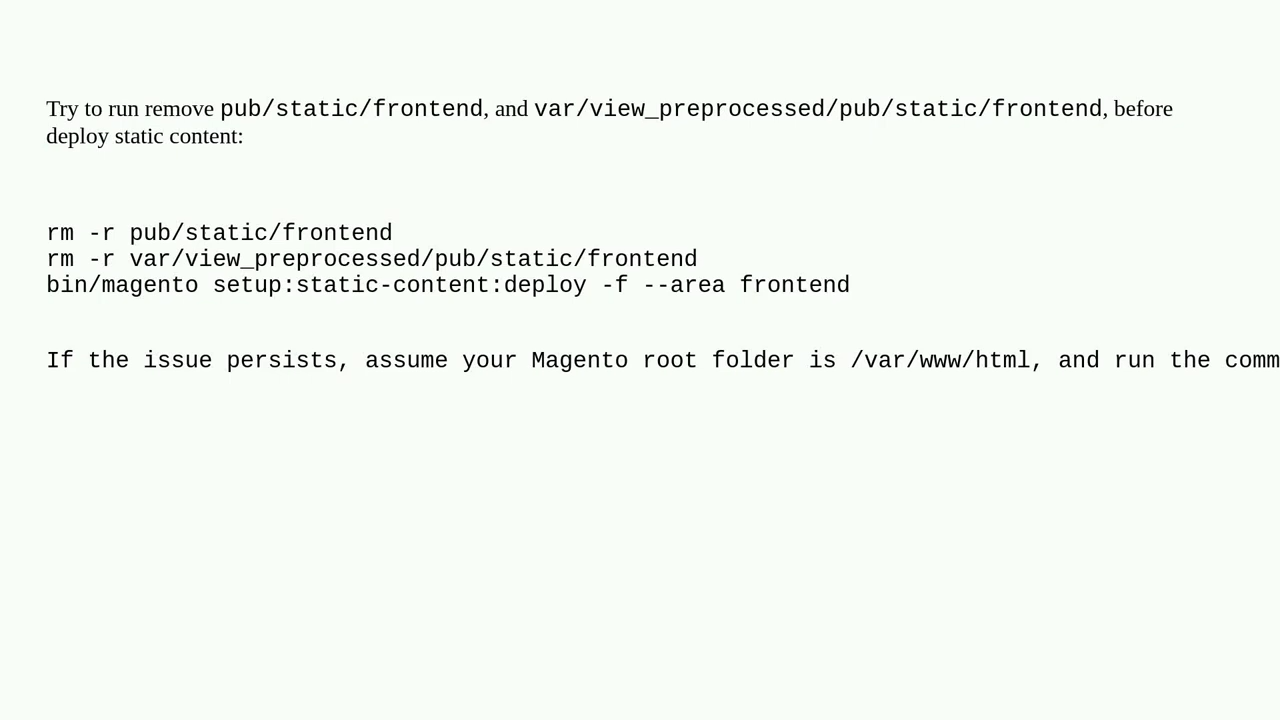 Try to run remove pub/static/frontend, and var/view_preprocessed/pub/static/frontend, before
deploy static content:
rm -r pub/static/frontend
rm -r var/view_preprocessed/pub/static/frontend
bin/magento setup:static-content:deploy -f --area frontend
If the issue persists, assume your Magento root folder is /var/www/html, and run the comm